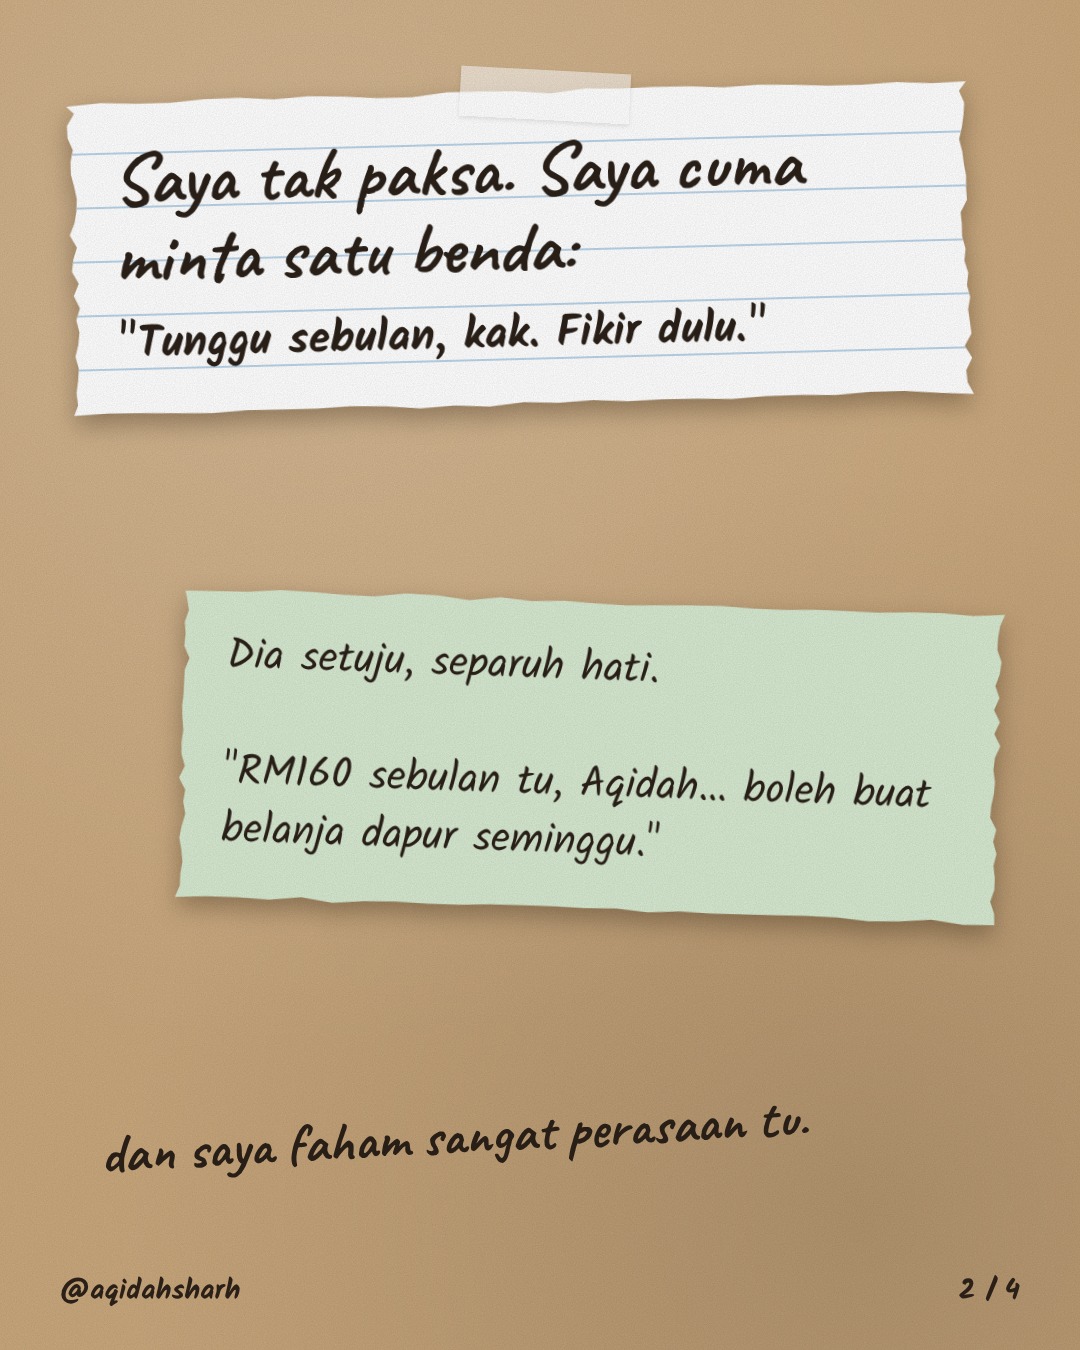 Saya tak paksa. Saya cuma
minta satu benda:
"Tunggu sebulan, kak. Fikir dulu."
Dia setuju, separuh hati.
"RM160 sebulan tu, Aqidah... boleh buat
belanja dapur seminggu."
dan saya faham sangat perasaan tu.
@aqidahsharh
2 / 4